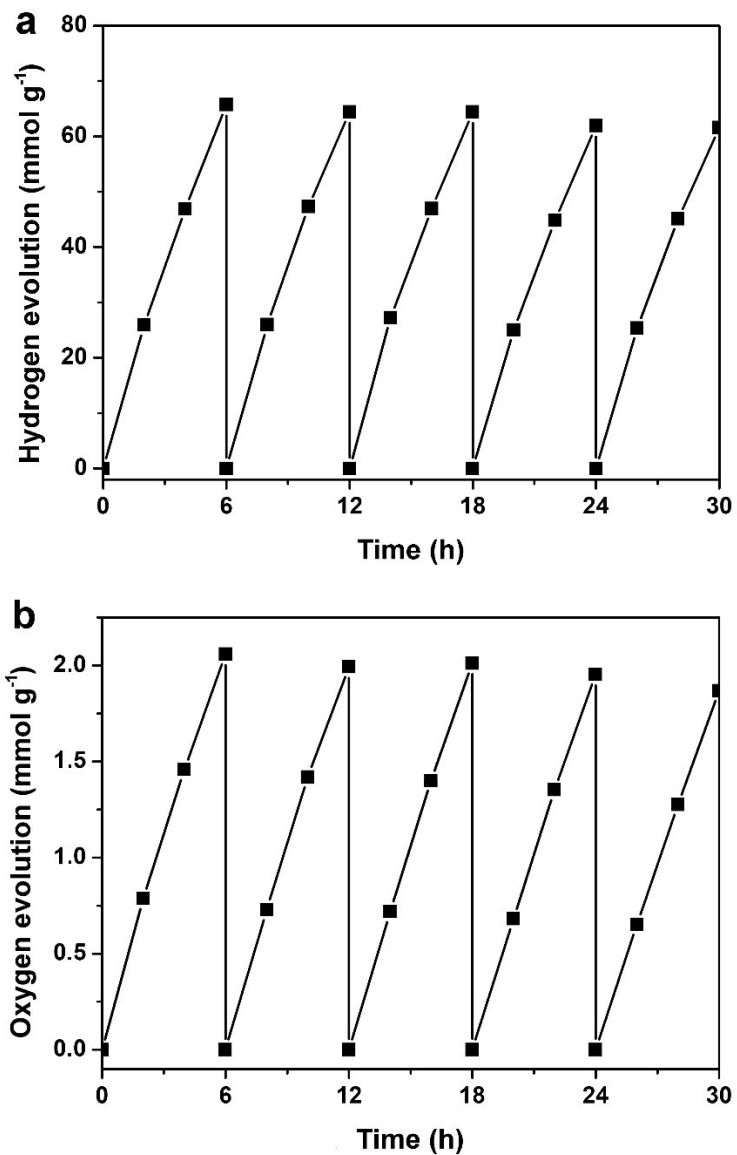 a
Hydrogen evolution (mmol g⁻¹)
80
60
40
20
0
0 6 12 18 24 30
Time (h)
b
Oxygen evolution (mmol g⁻¹)
2.0
1.5
1.0
0.5
0.0
0 6 12 18 24 30
Time (h)